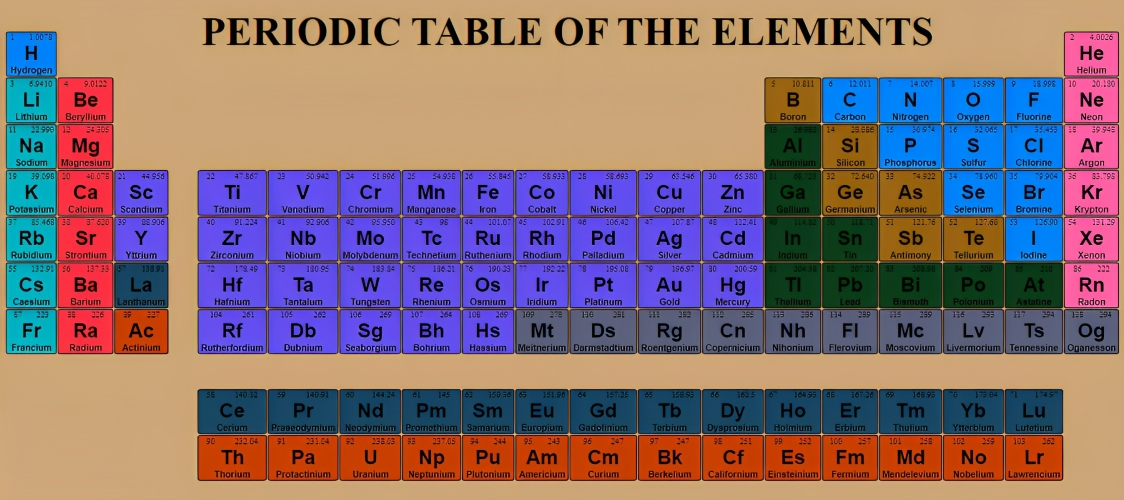 PERIODIC TABLE OF THE ELEMENTS
1 1.0078 2 4.0026
H He
Hydrogen Helium
3 6.9410 4 9.0122 5 10.811 6 12.011 7 14.007 8 15.999 9 18.998 10 20.180
Li Be B C N O F Ne
Lithium Beryllium Boron Carbon Nitrogen Oxygen Fluorine Neon
11 22.990 12 24.305 13 14 15 30.974 16 32.065 17 35.453 18 39.948
Na Mg Al Si P S Cl Ar
Sodium Magnesium Aluminium Silicon Phosphorus Sulfur Chlorine Argon
19 39.098 20 40.078 21 44.956 22 47.867 23 50.942 24 51.996 25 54.938 26 55.845 27 58.933 28 58.693 29 63.546 30 65.380 32 72.640 33 74.922 34 78.960 35 79.904 36 83.798
K Ca Sc Ti V Cr Mn Fe Co Ni Cu Zn Ga Ge As Se Br Kr
Potassium Calcium Scandium Titanium Vanadium Chromium Manganese Iron Cobalt Nickel Copper Zinc Gallium Germanium Arsenic Selenium Bromine Krypton
37 85.468 38 87.620 39 88.906 40 91.224 41 92.906 42 95.950 43 98 44 101.07 45 102.91 46 106.42 47 107.87 48 112.41 51 121.76 52 127.60 53 126.90 54 131.29
Rb Sr Y Zr Nb Mo Tc Ru Rh Pd Ag Cd In Sn Sb Te I Xe
Rubidium Strontium Yttrium Zirconium Niobium Molybdenum Technetium Ruthenium Rhodium Palladium Silver Cadmium Indium Tin Antimony Tellurium Iodine Xenon
55 132.91 56 137.33 57 138.91 72 178.49 73 180.95 74 183.84 75 186.21 76 190.23 77 192.22 78 195.08 79 196.97 80 200.59 86 222
Cs Ba La Hf Ta W Re Os Ir Pt Au Hg Tl Pb Bi Po At Rn
Caesium Barium Lanthanum Hafnium Tantalum Tungsten Rhenium Osmium Iridium Platinum Gold Mercury Thallium Lead Bismuth Polonium Astatine Radon
87 223 88 226 89 227 104 261 105 262 106 266 107 264 108 269 109 278 110 281 111 282 112 285 113 286 114 289 115 289 116 293 117 294 118 294
Fr Ra Ac Rf Db Sg Bh Hs Mt Ds Rg Cn Nh Fl Mc Lv Ts Og
Francium Radium Actinium Rutherfordium Dubnium Seaborgium Bohrium Hassium Meitnerium Darmstadtium Roentgenium Copernicium Nihonium Flerovium Moscovium Livermorium Tennessine Oganesson
58 140.12 59 140.91 60 144.24 61 145 62 150.36 63 151.96 64 157.25 65 158.93 66 162.5 67 164.93 68 167.26 69 168.93 70 173.04 71 174.97
Ce Pr Nd Pm Sm Eu Gd Tb Dy Ho Er Tm Yb Lu
Cerium Praseodymium Neodymium Promethium Samarium Europium Gadolinium Terbium Dysprosium Holmium Erbium Thulium Ytterbium Lutetium
90 232.04 91 231.04 92 238.03 93 237.05 94 244 95 243 96 247 97 247 98 251 99 252 100 257 101 258 102 259 103 262
Th Pa U Np Pu Am Cm Bk Cf Es Fm Md No Lr
Thorium Protactinium Uranium Neptunium Plutonium Americium Curium Berkelium Californium Einsteinium Fermium Mendelevium Nobelium Lawrencium